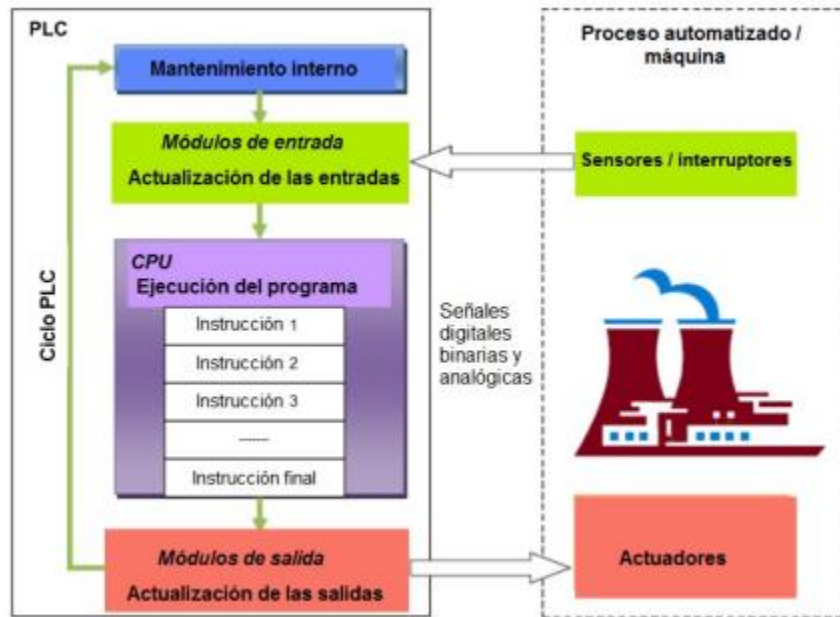 PLC
Mantenimiento interno
Módulos de entrada
Actualización de las entradas
CPU
Ejecución del programa
Instrucción 1
Instrucción 2
Instrucción 3
------
Instrucción final
Módulos de salida
Actualización de las salidas
Ciclo PLC
Señales
digitales
binarias y
analógicas
Proceso automatizado /
máquina
Sensores / interruptores
Actuadores